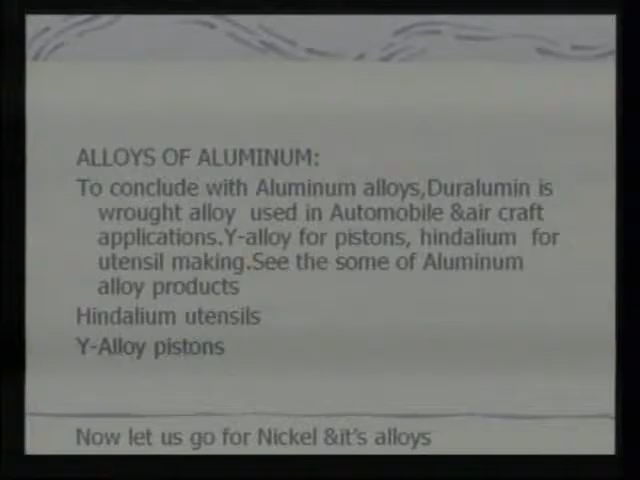 ALLOYS OF ALUMINUM:
To conclude with Aluminum alloys,Duralumin is
wrought alloy used in Automobile &air craft
applications.Y-alloy for pistons, hindalium for
utensil making.See the some of Aluminum
alloy products
Hindalium utensils
Y-Alloy pistons
Now let us go for Nickel &it's alloys